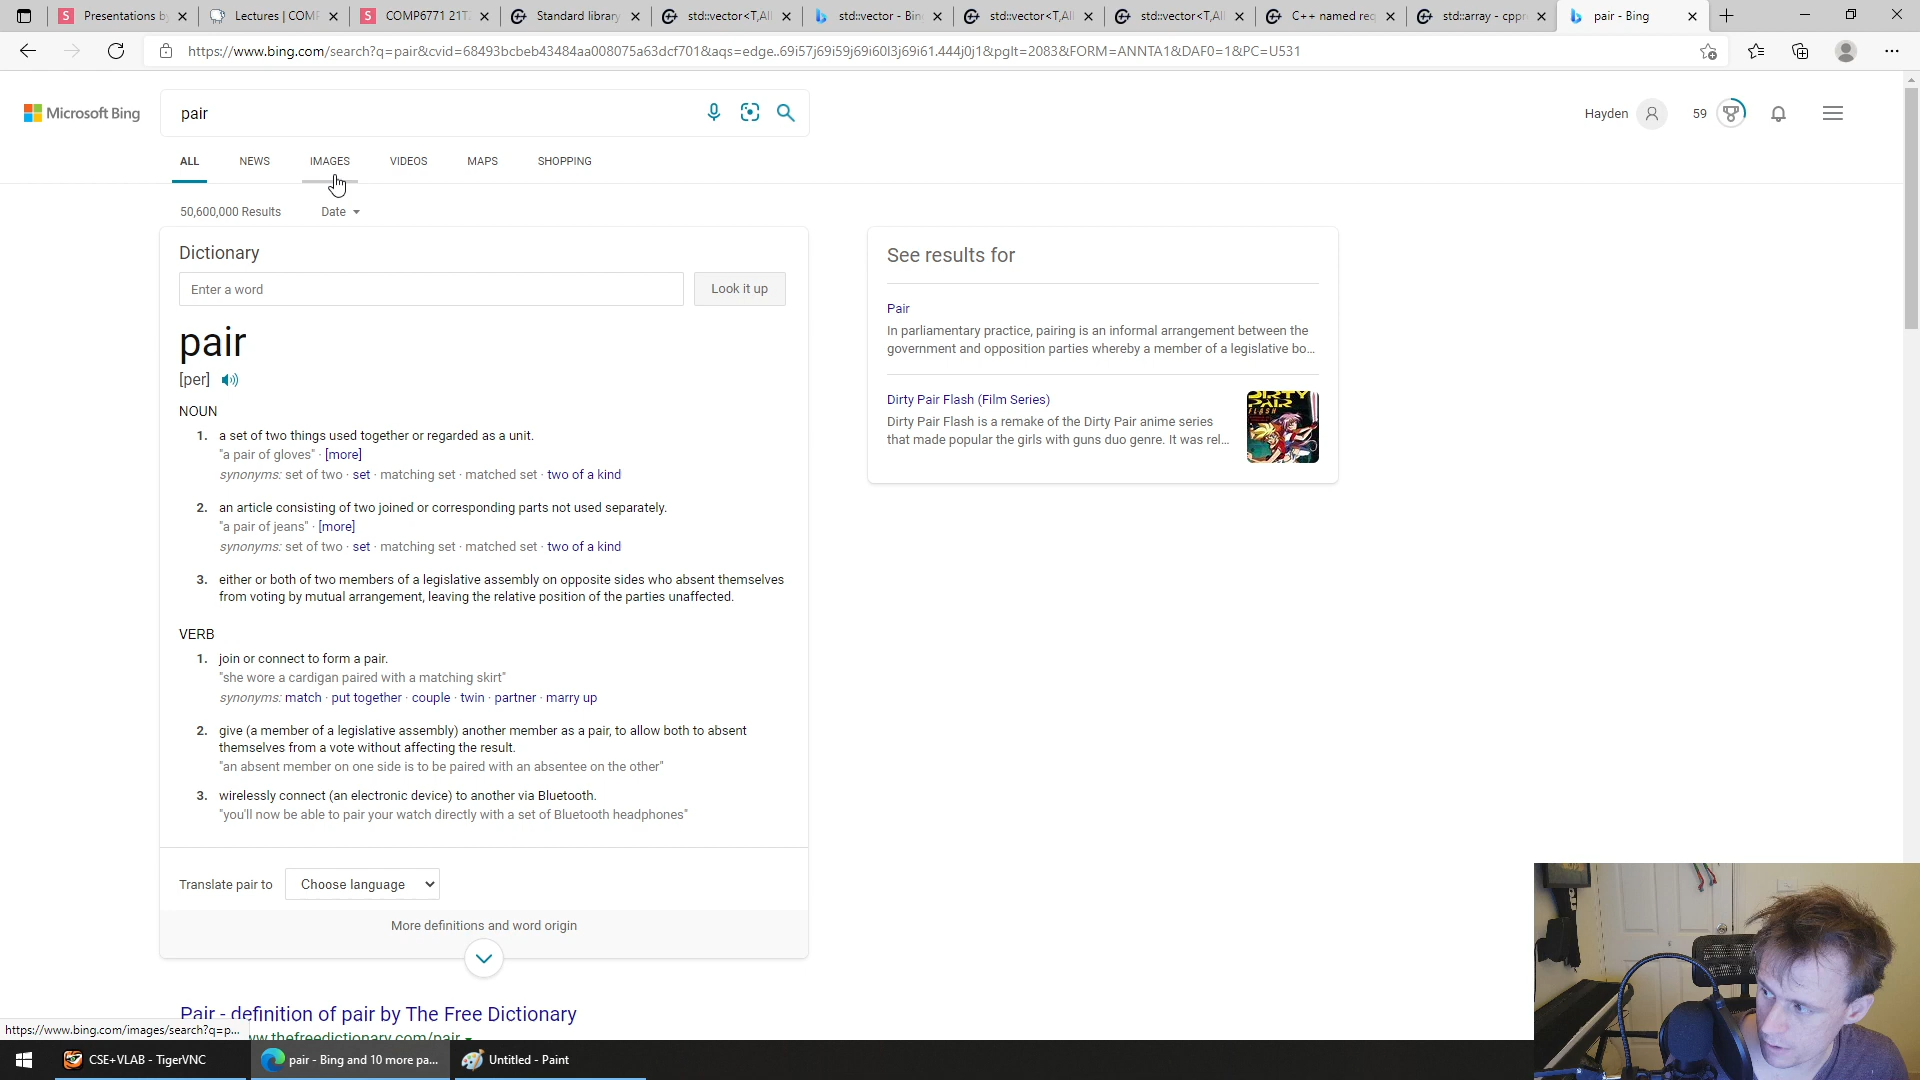 Presentations b
Lectures | COMP
COMP6771 21T
Standard library
std::vector<T,All
std::vector - Bin
std::vector<T,All
std::vector<T,All
C++ named req
std::array - cppr
pair - Bing
https://www.bing.com/search?q=pair&cvid=68493bcbeb43484aa008075a63dcf701&aqs=edge..69i57j69i59j69i60l3j69i61.444j0j1&pglt=2083&FORM=ANNTA1&DAF0=1&PC=U531
Microsoft Bing
pair
Hayden
59
ALL NEWS IMAGES VIDEOS MAPS SHOPPING
50,600,000 Results Date
Dictionary
Enter a word
Look it up
pair
[per]
NOUN
1. a set of two things used together or regarded as a unit.
"a pair of gloves" · [more]
synonyms: set of two · set · matching set · matched set · two of a kind
2. an article consisting of two joined or corresponding parts not used separately.
"a pair of jeans" · [more]
synonyms: set of two · set · matching set · matched set · two of a kind
3. either or both of two members of a legislative assembly on opposite sides who absent themselves
from voting by mutual arrangement, leaving the relative position of the parties unaffected.
VERB
1. join or connect to form a pair.
"she wore a cardigan paired with a matching skirt"
synonyms: match · put together · couple · twin · partner · marry up
2. give (a member of a legislative assembly) another member as a pair, to allow both to absent
themselves from a vote without affecting the result.
"an absent member on one side is to be paired with an absentee on the other"
3. wirelessly connect (an electronic device) to another via Bluetooth.
"you'll now be able to pair your watch directly with a set of Bluetooth headphones"
Translate pair to
Choose language
More definitions and word origin
See results for
Pair
In parliamentary practice, pairing is an informal arrangement between the
government and opposition parties whereby a member of a legislative bo...
Dirty Pair Flash (Film Series)
Dirty Pair Flash is a remake of the Dirty Pair anime series
that made popular the girls with guns duo genre. It was rel...
DIRTY
PAIR
FLASH
Pair - definition of pair by The Free Dictionary
https://www.bing.com/images/search?q=p...
ww.thefreedictionary.com/pair
CSE+VLAB - TigerVNC
pair - Bing and 10 more pa...
Untitled - Paint